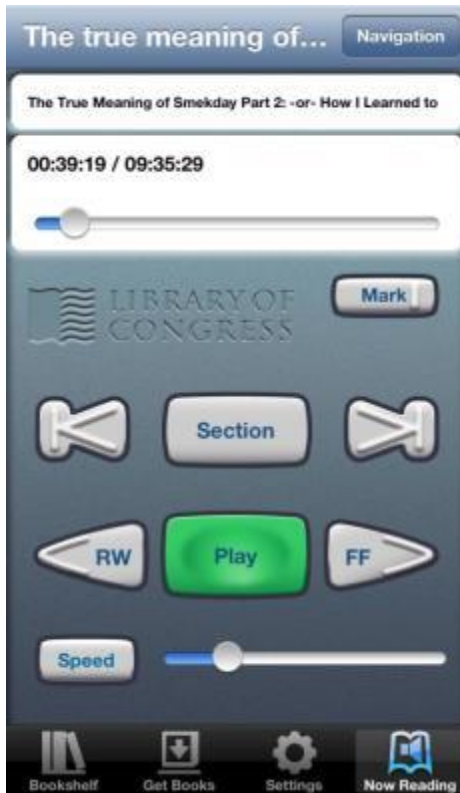 The true meaning of... Navigation
The True Meaning of Smekday Part 2: -or- How I Learned to
00:39:19 / 09:35:29
LIBRARY OF
CONGRESS
Mark
Section
RW Play FF
Speed
Bookshelf Get Books Settings Now Reading